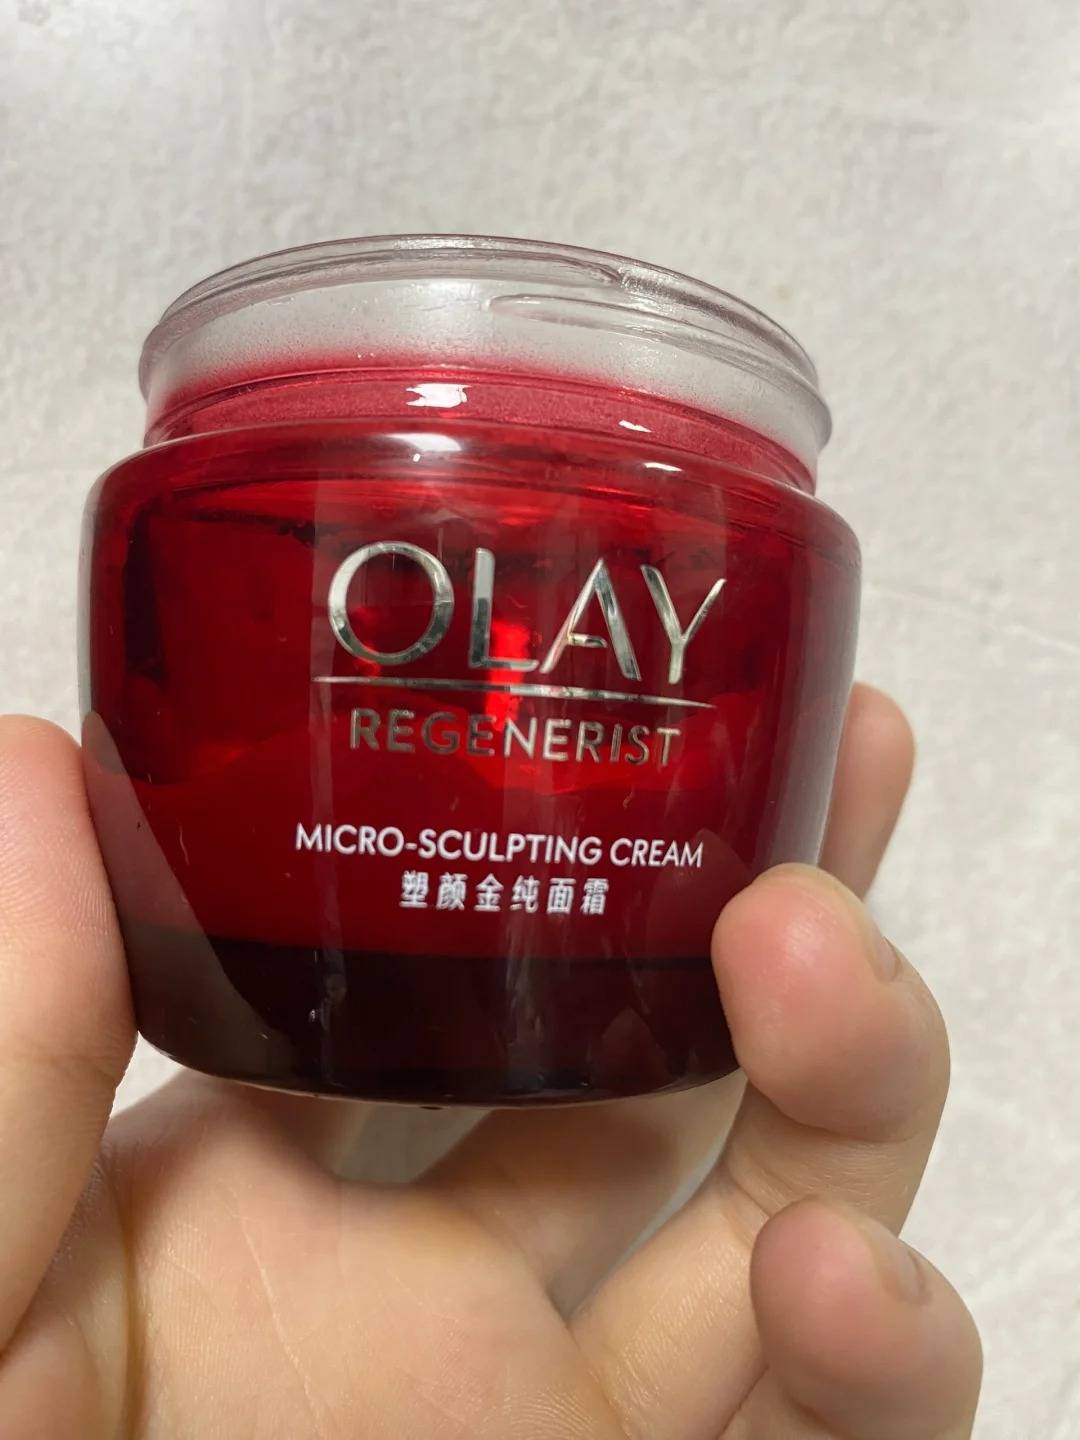 OLAY
REGENERIST
MICRO-SCULPTING CREAM
塑颜金纯面霜